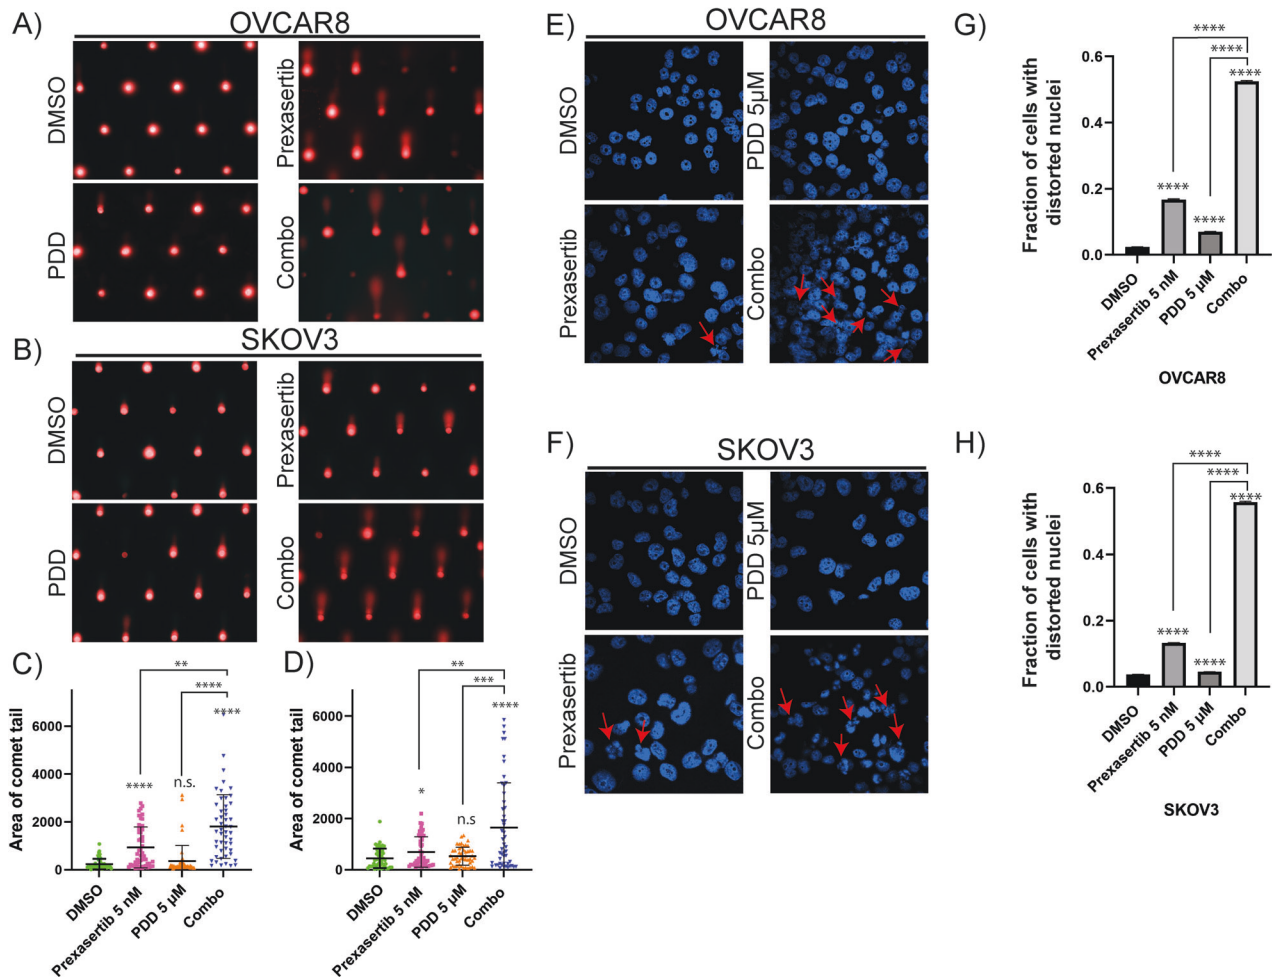 A)
OVCAR8
DMSO
Prexasertib
PDD
Combo
B)
SKOV3
DMSO
Prexasertib
PDD
Combo
C)
Area of comet tail
6000
4000
2000
0
**
****
****
****
n.s.
DMSO
Prexasertib 5 nM
PDD 5 µM
Combo
D)
Area of comet tail
6000
4000
2000
0
**
***
****
*
n.s
DMSO
Prexasertib 5 nM
PDD 5 µM
Combo
E)
OVCAR8
DMSO
PDD 5µM
Prexasertib
Combo
F)
SKOV3
DMSO
PDD 5µM
Prexasertib
Combo
G)
Fraction of cells with
distorted nuclei
0.6
0.4
0.2
0.0
****
****
****
****
****
DMSO
Prexasertib 5 nM
PDD 5 µM
Combo
OVCAR8
H)
Fraction of cells with
distorted nuclei
0.6
0.4
0.2
0.0
****
****
****
****
****
DMSO
Prexasertib 5 nM
PDD 5 µM
Combo
SKOV3